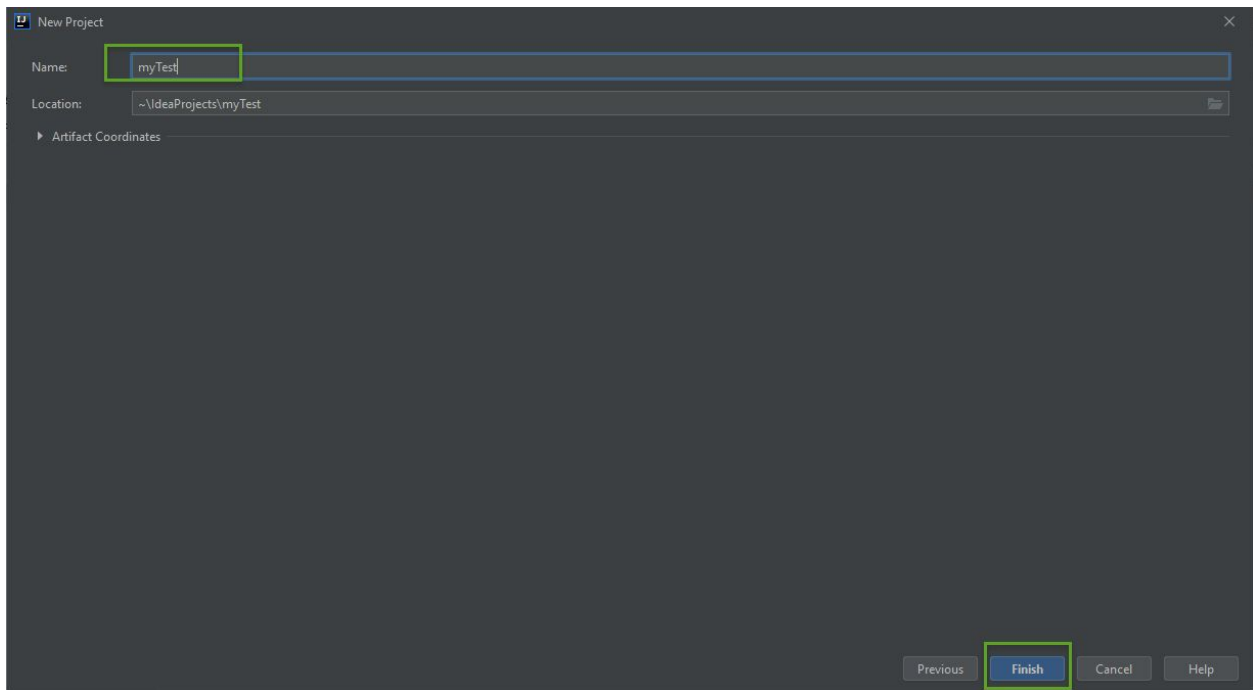 New Project
Name: myTest
Location: ~\IdeaProjects\myTest
Artifact Coordinates
Previous Finish Cancel Help